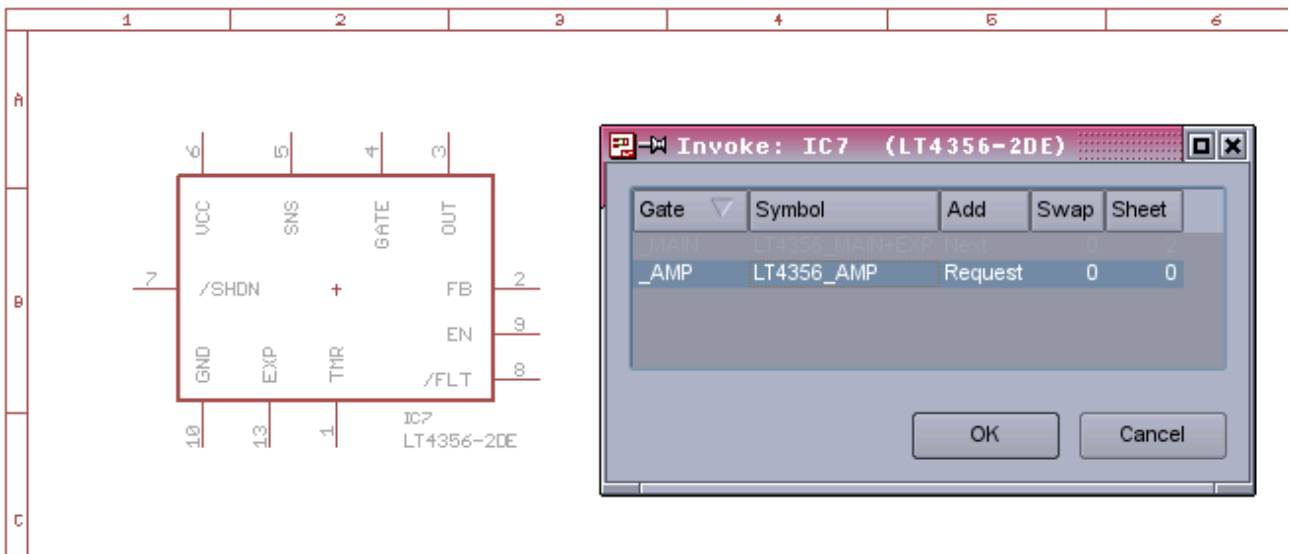 1 2 3 4 5 6
A
6 5 4 3
Invoke: IC7 (LT4356-2DE)
VCC SNS GATE OUT
Gate Symbol Add Swap Sheet
_MAIN LT4356_MAIN+EXP Next 0 2
_AMP LT4356_AMP Request 0 0
7 /SHDN FB 2
B
EN 9
GND EXP TMR /FLT 8
10 13 1
IC7
LT4356-2DE
OK Cancel
C